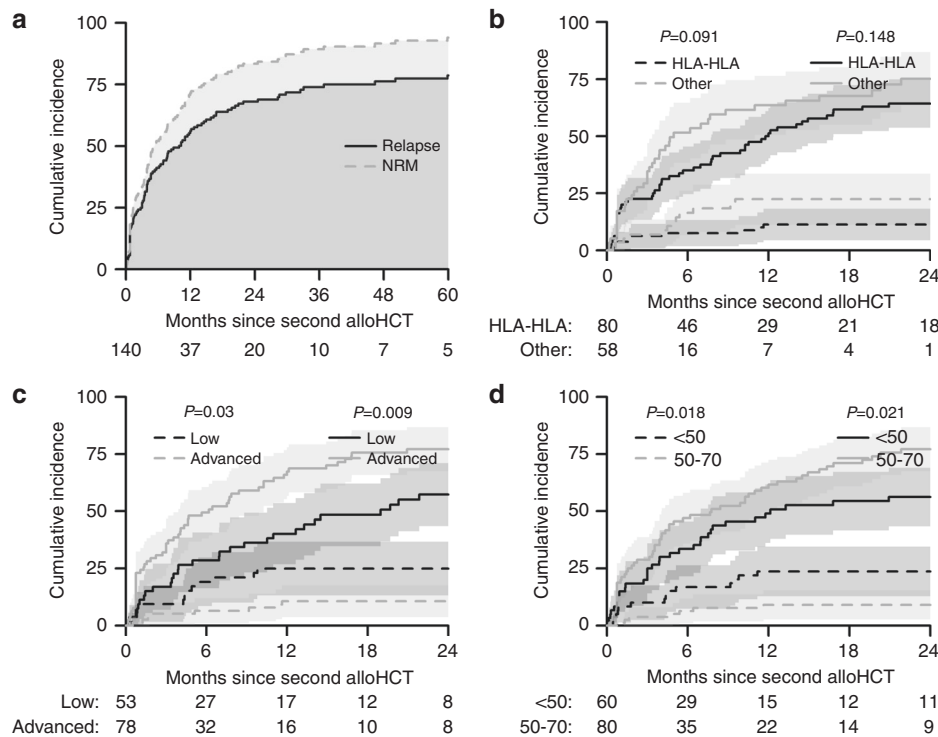 a
Cumulative incidence
100
75
50
25
0
Relapse
NRM
0 12 24 36 48 60
Months since second alloHCT
140 37 20 10 7 5
b
Cumulative incidence
100
75
50
25
0
P=0.091 P=0.148
HLA-HLA HLA-HLA
Other Other
0 6 12 18 24
Months since second alloHCT
HLA-HLA: 80 46 29 21 18
Other: 58 16 7 4 1
c
Cumulative incidence
100
75
50
25
0
P=0.03 P=0.009
Low Low
Advanced Advanced
0 6 12 18 24
Months since second alloHCT
Low: 53 27 17 12 8
Advanced: 78 32 16 10 8
d
Cumulative incidence
100
75
50
25
0
P=0.018 P=0.021
<50 <50
50-70 50-70
0 6 12 18 24
Months since second alloHCT
<50: 60 29 15 12 11
50-70: 80 35 22 14 9